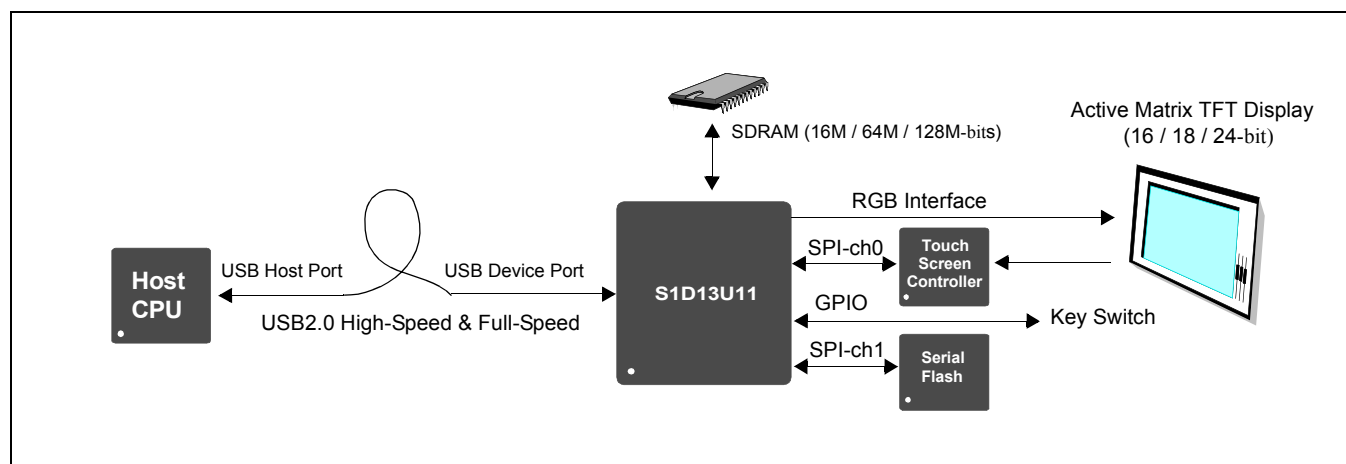 SDRAM (16M / 64M / 128M-bits)
Active Matrix TFT Display
(16 / 18 / 24-bit)
Host
CPU
USB Host Port
USB Device Port
USB2.0 High-Speed & Full-Speed
S1D13U11
RGB Interface
SPI-ch0
Touch
Screen
Controller
GPIO
Key Switch
SPI-ch1
Serial
Flash